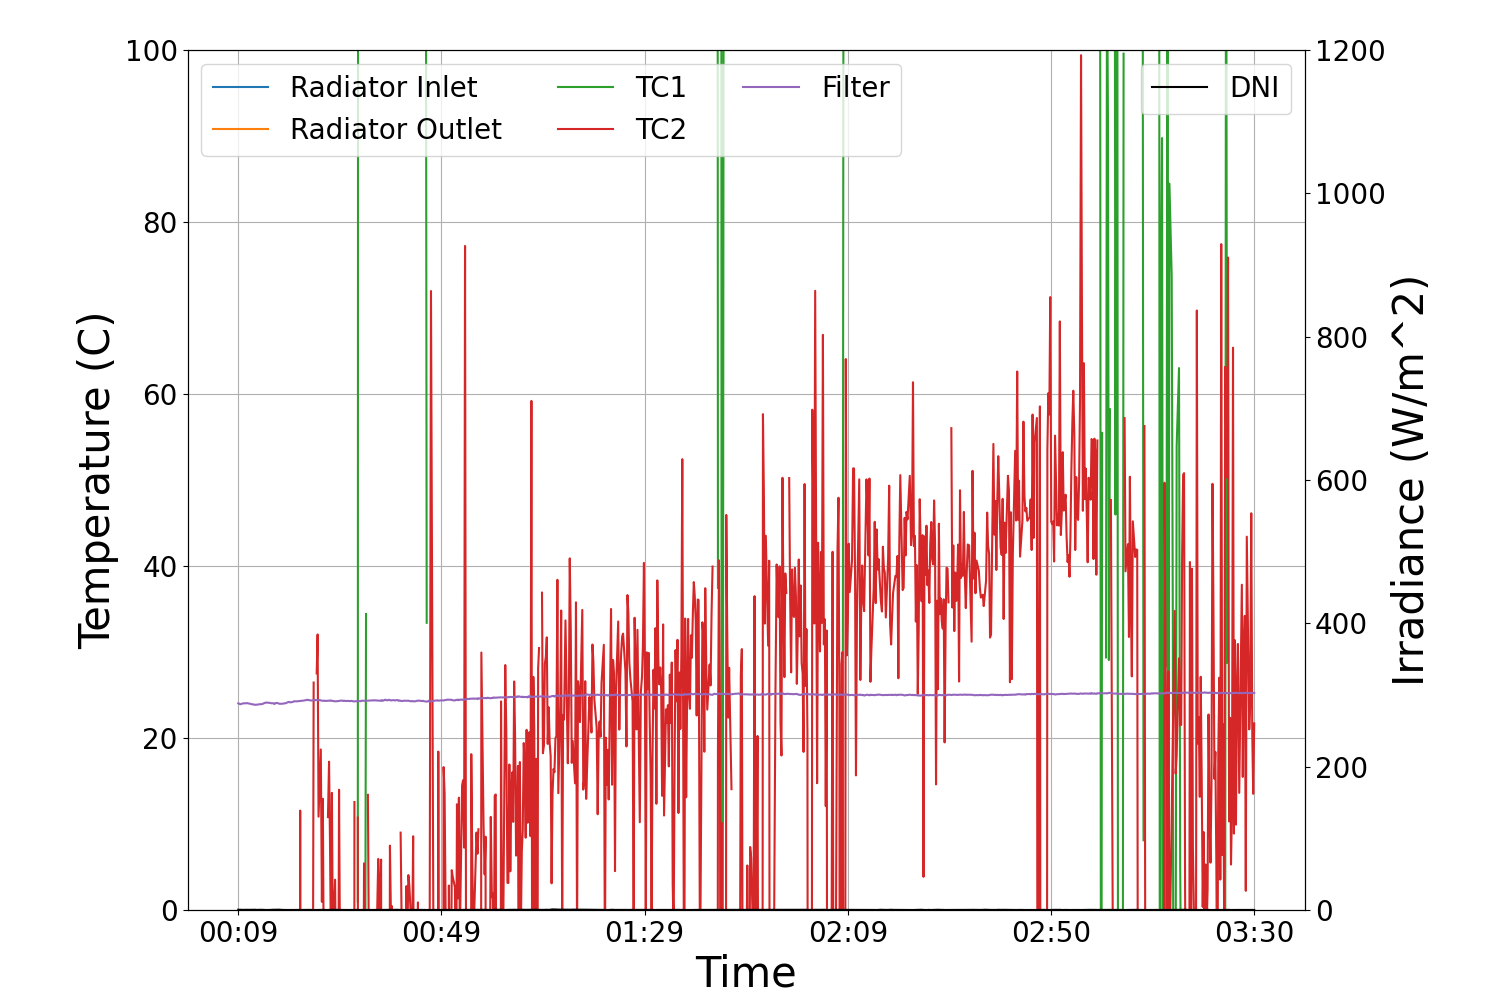 100
80
60
40
20
0
Temperature (C)
Radiator Inlet
Radiator Outlet
TC1
TC2
Filter
DNI
1200
1000
800
600
400
200
0
Irradiance (W/m^2)
00:09
00:49
01:29
02:09
02:50
03:30
Time